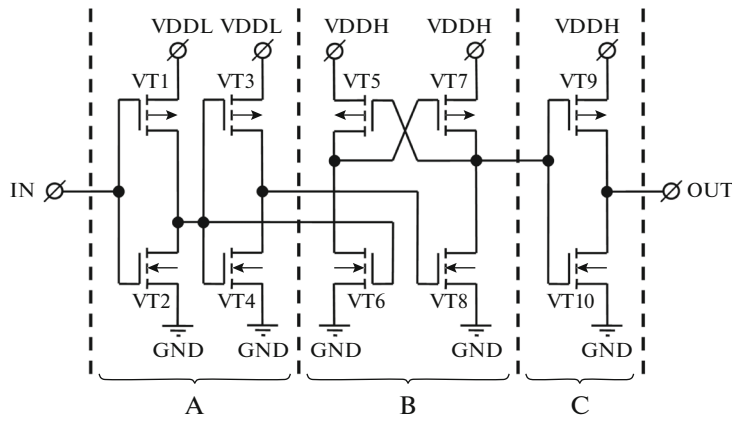 VDDL VDDL VDDH VDDH VDDH
VT1 VT3 VT5 VT7 VT9
IN OUT
VT2 VT4 VT6 VT8 VT10
GND GND GND GND GND
A B C